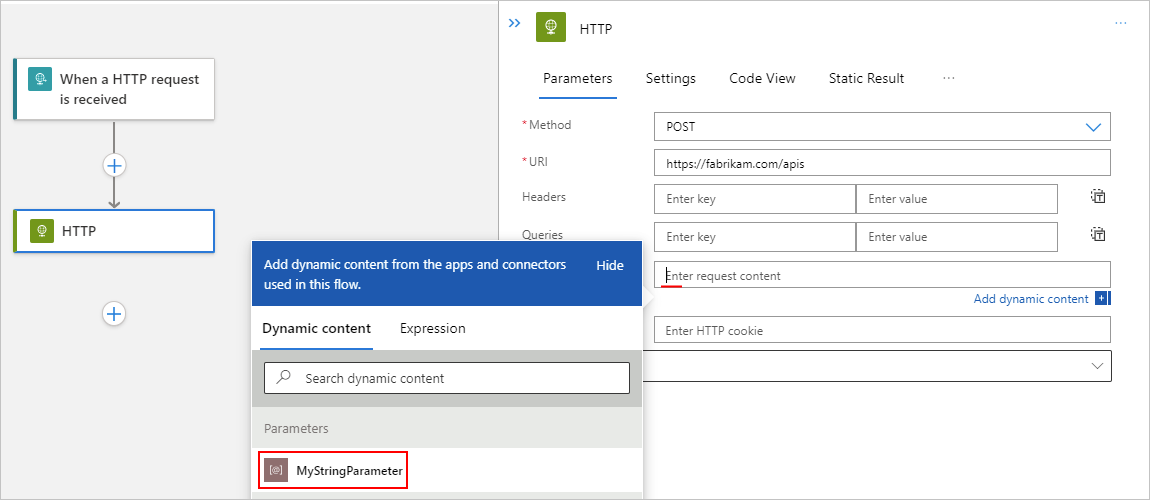 When a HTTP request
is received
HTTP
HTTP
Parameters Settings Code View Static Result
* Method POST
* URI https://fabrikam.com/apis
Headers Enter key Enter value
Queries Enter key Enter value
Enter request content
Add dynamic content
Enter HTTP cookie
Add dynamic content from the apps and connectors
used in this flow.
Hide
Dynamic content Expression
Search dynamic content
Parameters
[@] MyStringParameter